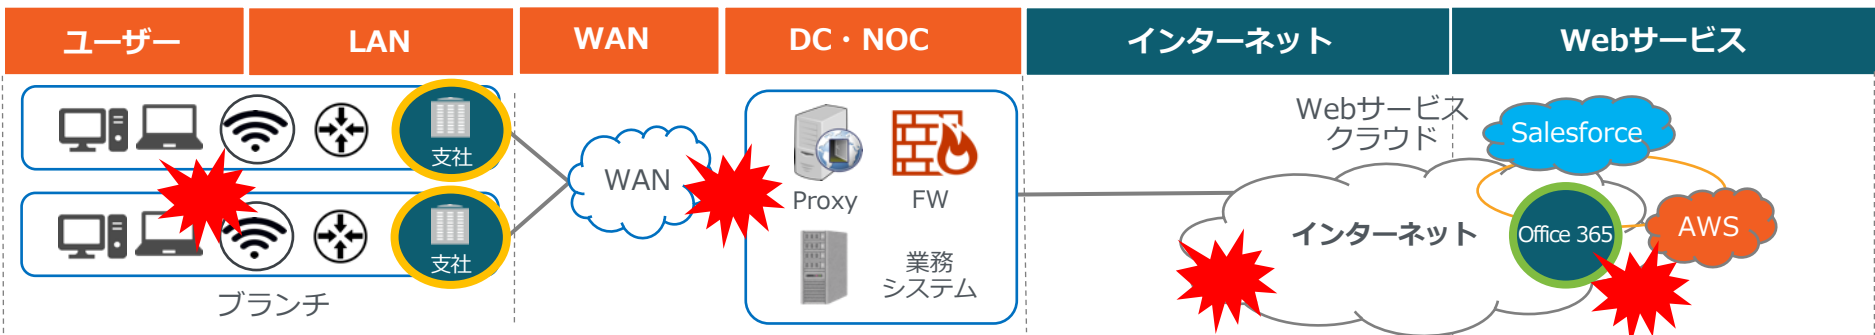 ユーザー
LAN
WAN
DC・NOC
インターネット
Webサービス
支社
支社
ブランチ
WAN
Proxy
FW
業務
システム
Webサービス
クラウド
Salesforce
インターネット
Office 365
AWS